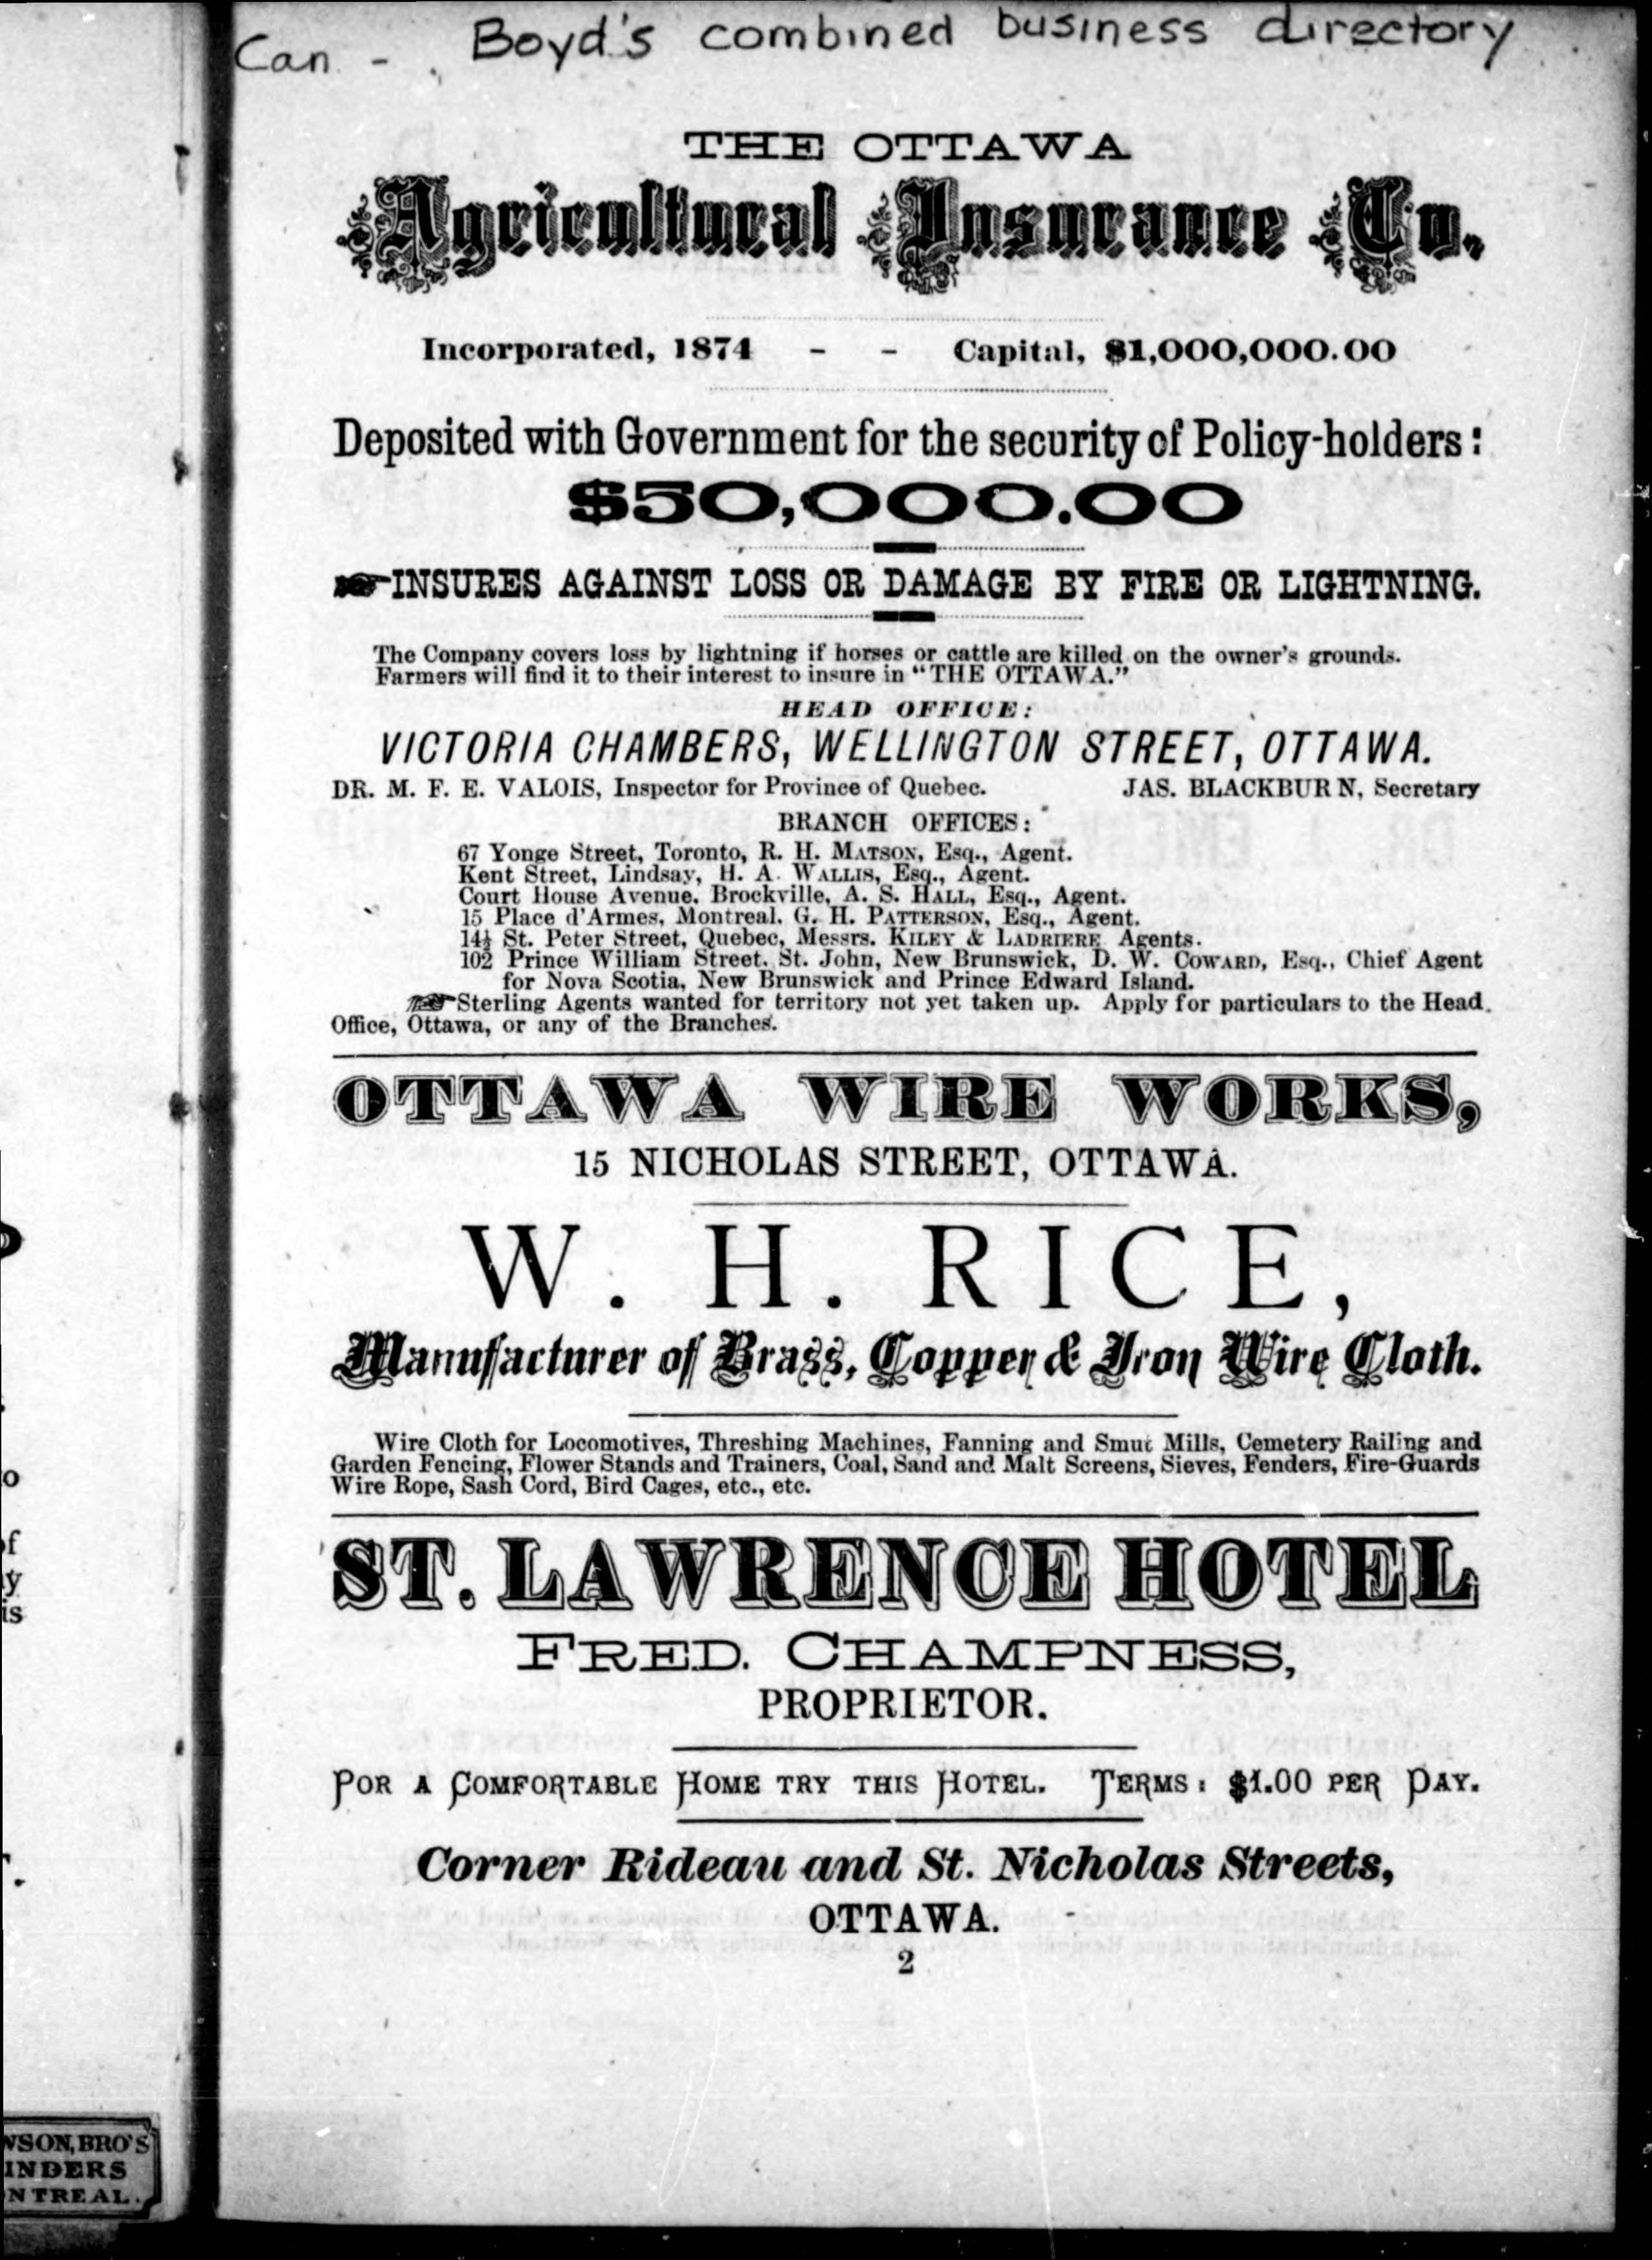 Can - Boyd's combined business directory
THE OTTAWA
Agricultural Insurance Co.
Incorporated, 1874 - - Capital, $1,000,000.00
Deposited with Government for the security of Policy-holders:
$50,000.00
INSURES AGAINST LOSS OR DAMAGE BY FIRE OR LIGHTNING.
The Company covers loss by lightning if horses or cattle are killed on the owner's grounds.
Farmers will find it to their interest to insure in "THE OTTAWA."
HEAD OFFICE:
VICTORIA CHAMBERS, WELLINGTON STREET, OTTAWA.
DR. M. F. E. VALOIS, Inspector for Province of Quebec. JAS. BLACKBURN, Secretary
BRANCH OFFICES:
67 Yonge Street, Toronto, R. H. MATSON, Esq., Agent.
Kent Street, Lindsay, H. A. WALLIS, Esq., Agent.
Court House Avenue, Brockville, A. S. HALL, Esq., Agent.
15 Place d'Armes, Montreal, G. H. PATTERSON, Esq., Agent.
14½ St. Peter Street, Quebec, Messrs. KILEY & LADRIERE Agents.
102 Prince William Street, St. John, New Brunswick, D. W. COWARD, Esq., Chief Agent
for Nova Scotia, New Brunswick and Prince Edward Island.
Sterling Agents wanted for territory not yet taken up. Apply for particulars to the Head
Office, Ottawa, or any of the Branches.
OTTAWA WIRE WORKS,
15 NICHOLAS STREET, OTTAWA.
W. H. RICE,
Manufacturer of Brass, Copper & Iron Wire Cloth.
Wire Cloth for Locomotives, Threshing Machines, Fanning and Smut Mills, Cemetery Railing and
Garden Fencing, Flower Stands and Trainers, Coal, Sand and Malt Screens, Sieves, Fenders, Fire-Guards
Wire Rope, Sash Cord, Bird Cages, etc., etc.
ST. LAWRENCE HOTEL
FRED. CHAMPNESS,
PROPRIETOR.
FOR A COMFORTABLE HOME TRY THIS HOTEL. TERMS: $1.00 PER DAY.
Corner Rideau and St. Nicholas Streets,
OTTAWA.
2
WSON, BRO'S
INDERS
NTREAL.